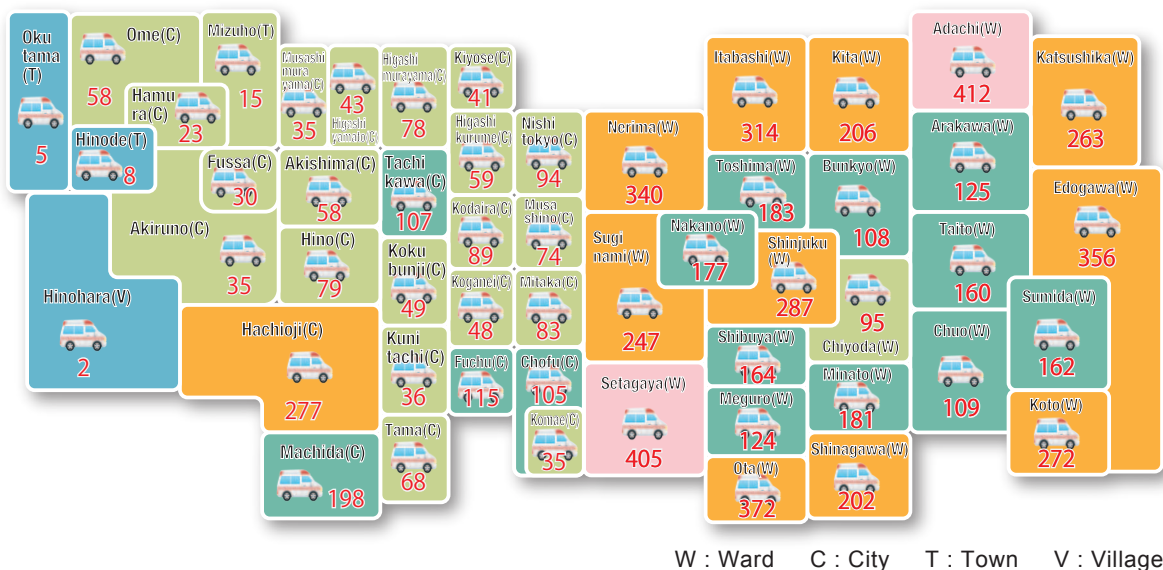 Oku
tama
(T)
5
Ome(C)
58
Mizuho(T)
15
Hamu
ra(C)
23
Hinode(T)
8
Musashi
mura
yama(C)
35
43
Higashi
yamato(C)
Higashi
murayama(C)
78
Kiyose(C)
41
Higashi
kurume(C)
59
Nishi
tokyo(C)
94
Fussa(C)
30
Akishima(C)
58
Tachi
kawa(C)
107
Akiruno(C)
35
Hino(C)
79
Kodaira(C)
89
Musa
shino(C)
74
Koku
bunji(C)
49
Koganei(C)
48
Mitaka(C)
83
Hinohara(V)
2
Hachioji(C)
277
Kuni
tachi(C)
36
Fuchu(C)
115
Chofu(C)
105
Komae(C)
35
Tama(C)
68
Machida(C)
198
Nerima(W)
340
Itabashi(W)
314
Kita(W)
206
Adachi(W)
412
Katsushika(W)
263
Toshima(W)
183
Bunkyo(W)
108
Arakawa(W)
125
Edogawa(W)
356
Sugi
nami(W)
247
Nakano(W)
177
Shinjuku
(W)
287
95
Chiyoda(W)
Taito(W)
160
Sumida(W)
162
Shibuya(W)
164
Minato(W)
181
Chuo(W)
109
Setagaya(W)
405
Meguro(W)
124
Koto(W)
272
Ota(W)
372
Shinagawa(W)
202
W : Ward C : City T : Town V : Village